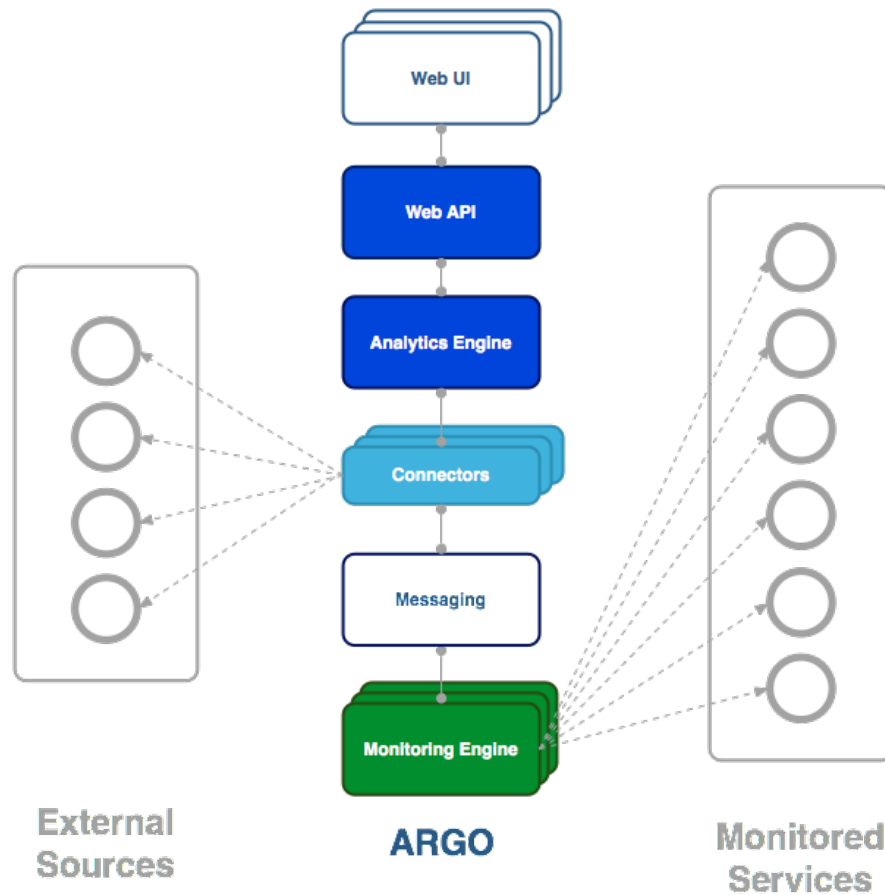 Web UI
Web API
Analytics Engine
Connectors
Messaging
Monitoring Engine
External
Sources
ARGO
Monitored
Services